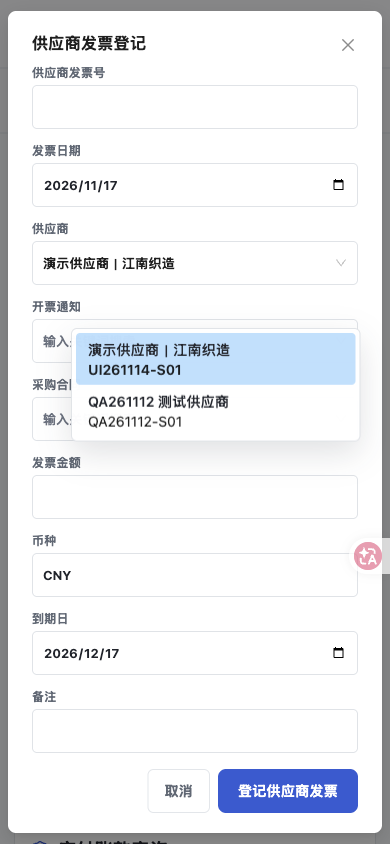 供应商发票登记
供应商发票号
发票日期
2026/11/17
供应商
演示供应商 | 江南织造
开票通知
输入
演示供应商 | 江南织造
UI261114-S01
采购合
输入
QA261112 测试供应商
QA261112-S01
发票金额
币种
CNY
到期日
2026/12/17
备注
取消
登记供应商发票